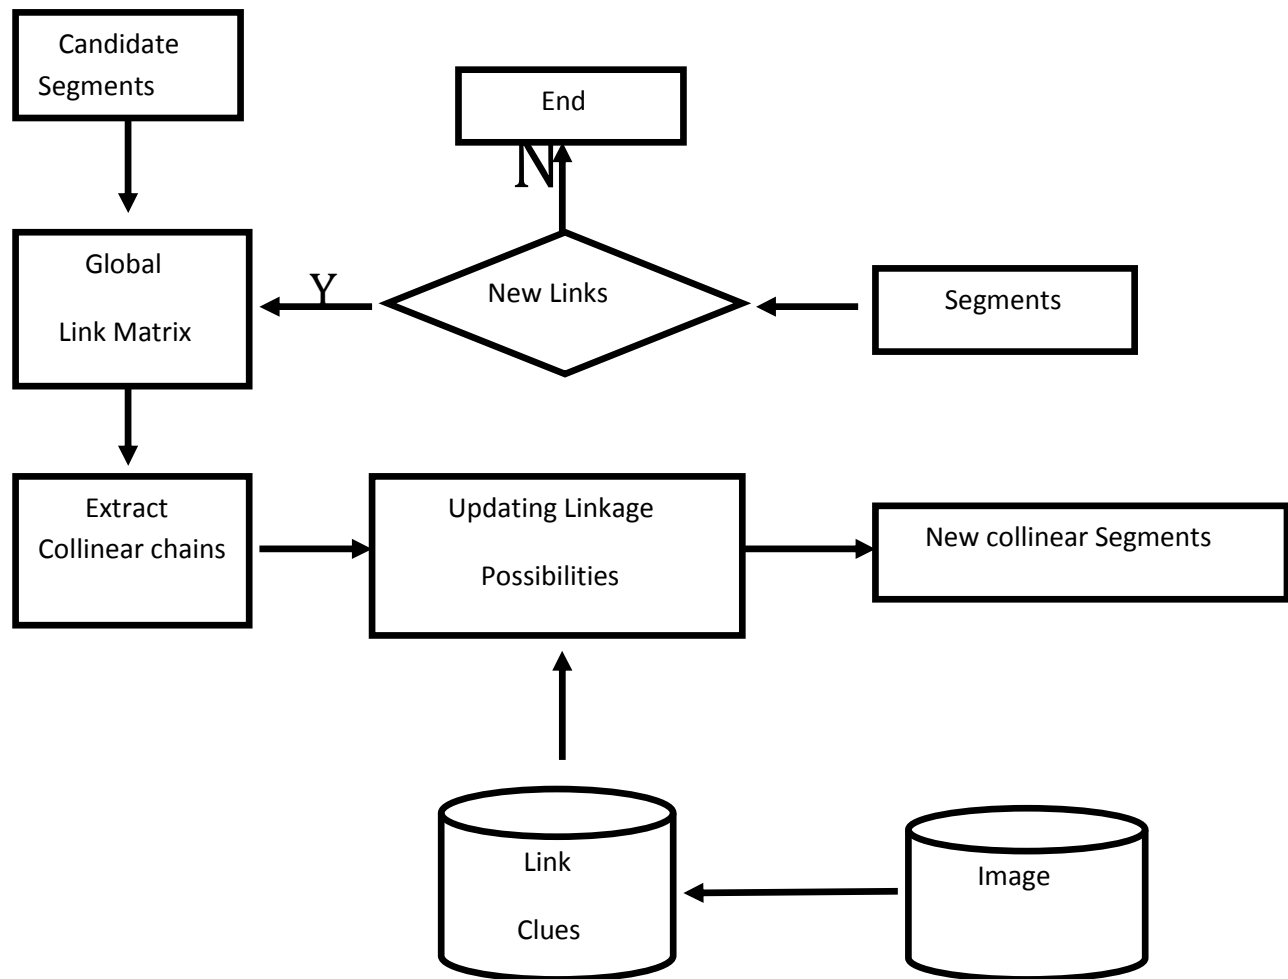 Candidate
Segments
End
N
Global
Link Matrix
Y
New Links
Segments
Extract
Collinear chains
Updating Linkage
Possibilities
New collinear Segments
Link
Clues
Image